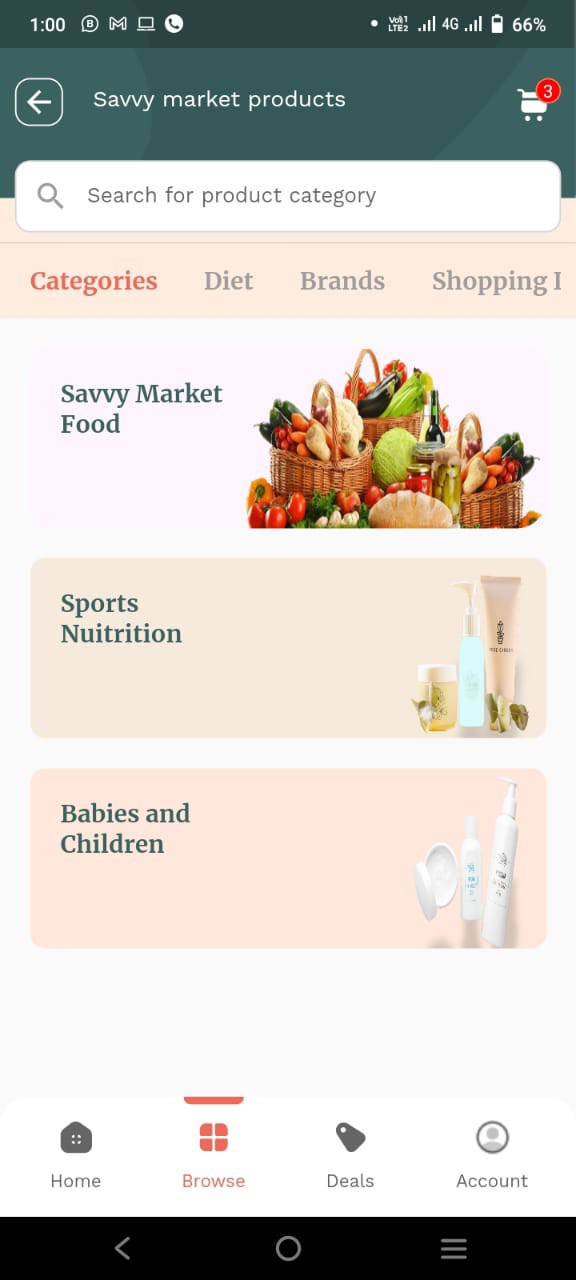 1:00
VoLTE1
LTE2
4G
66%
Savvy market products
3
Search for product category
Categories Diet Brands Shopping
Savvy Market
Food
Sports
Nuitrition
Babies and
Children
Home Browse Deals Account